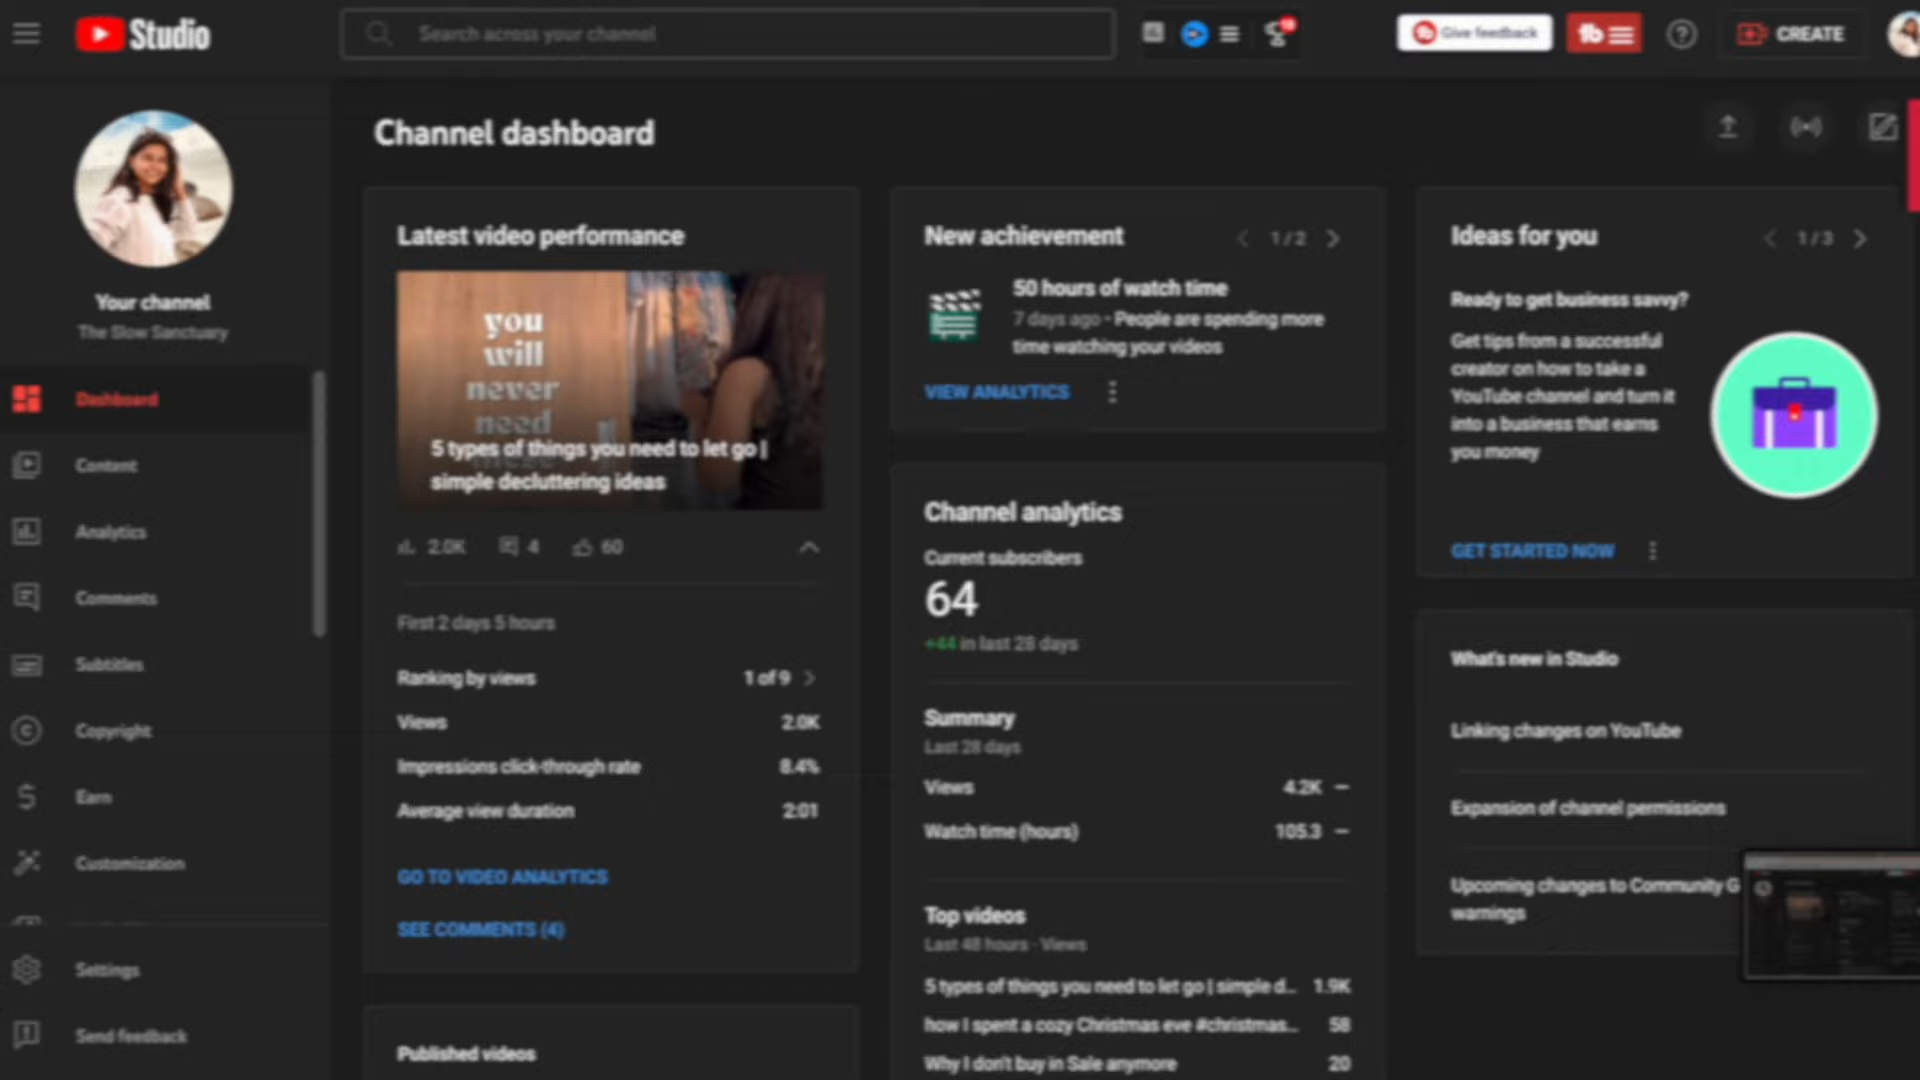 Studio
Search across your channel
Give feedback
CREATE
Channel dashboard
Your channel
The Slow Sanctuary
Dashboard
Content
Analytics
Comments
Subtitles
Copyright
Earn
Customization
Settings
Send feedback
Latest video performance
you
will
never
need
5 types of things you need to let go |
simple decluttering ideas
2.0K 4 60
First 2 days 5 hours
Ranking by views 1 of 9
Views 2.0K
Impressions click-through rate 8.4%
Average view duration 2:01
GO TO VIDEO ANALYTICS
SEE COMMENTS (4)
Published videos
New achievement 1 / 2
50 hours of watch time
7 days ago • People are spending more
time watching your videos
VIEW ANALYTICS
Channel analytics
Current subscribers
64
+44 in last 28 days
Summary
Last 28 days
Views 4.2K —
Watch time (hours) 105.3 —
Top videos
Last 48 hours · Views
5 types of things you need to let go | simple d... 1.9K
how I spent a cozy Christmas eve #christmas... 58
Why I don't buy in Sale anymore 20
Ideas for you 1 / 3
Ready to get business savvy?
Get tips from a successful
creator on how to take a
YouTube channel and turn it
into a business that earns
you money
GET STARTED NOW
What's new in Studio
Linking changes on YouTube
Expansion of channel permissions
Upcoming changes to Community G
warnings